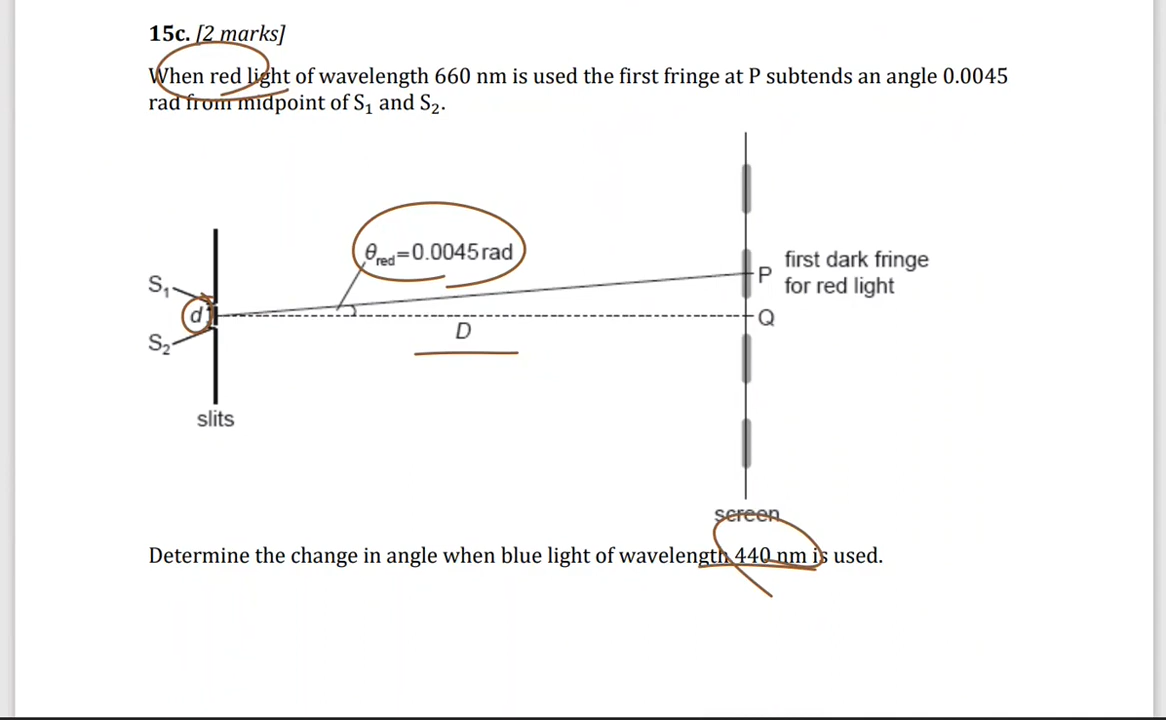 15c. [2 marks]
When red light of wavelength 660 nm is used the first fringe at P subtends an angle 0.0045
rad from midpoint of S₁ and S₂.
θred=0.0045rad
first dark fringe
P
for red light
S₁
d
Q
D
S₂
slits
screen
Determine the change in angle when blue light of wavelength 440 nm is used.